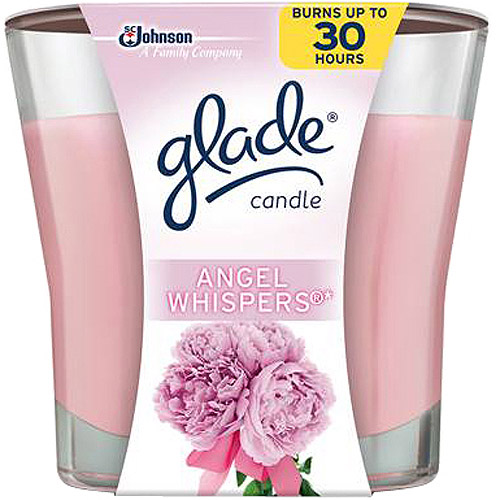 SC Johnson
A Family Company
BURNS UP TO
30
HOURS
glade®
candle
ANGEL
WHISPERS®*